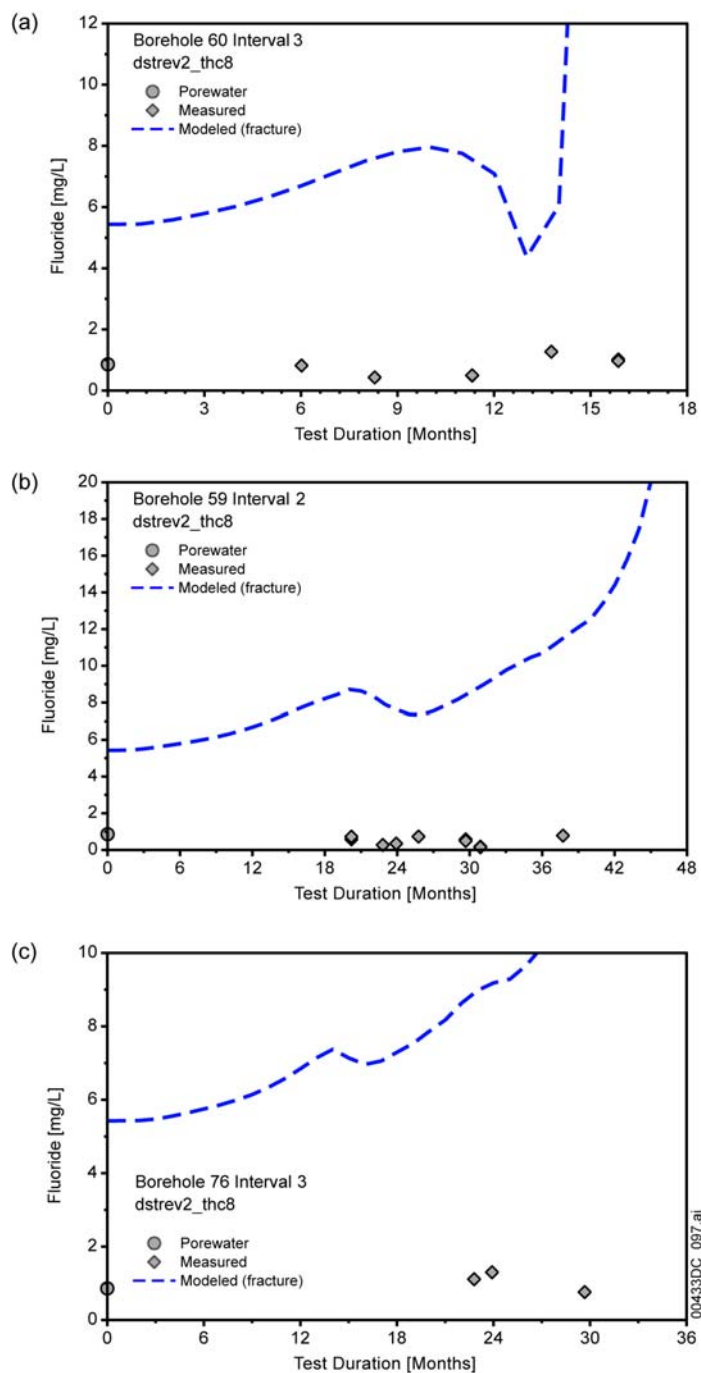 (a)
Borehole 60 Interval 3
dstrev2_thc8
Porewater
Measured
Modeled (fracture)
Fluoride [mg/L]
12
10
8
6
4
2
0
0 3 6 9 12 15 18
Test Duration [Months]
(b)
Borehole 59 Interval 2
dstrev2_thc8
Porewater
Measured
Modeled (fracture)
Fluoride [mg/L]
20
18
16
14
12
10
8
6
4
2
0
0 6 12 18 24 30 36 42 48
Test Duration [Months]
(c)
Borehole 76 Interval 3
dstrev2_thc8
Porewater
Measured
Modeled (fracture)
Fluoride [mg/L]
10
8
6
4
2
0
0 6 12 18 24 30 36
Test Duration [Months]
00433DC_097.ai